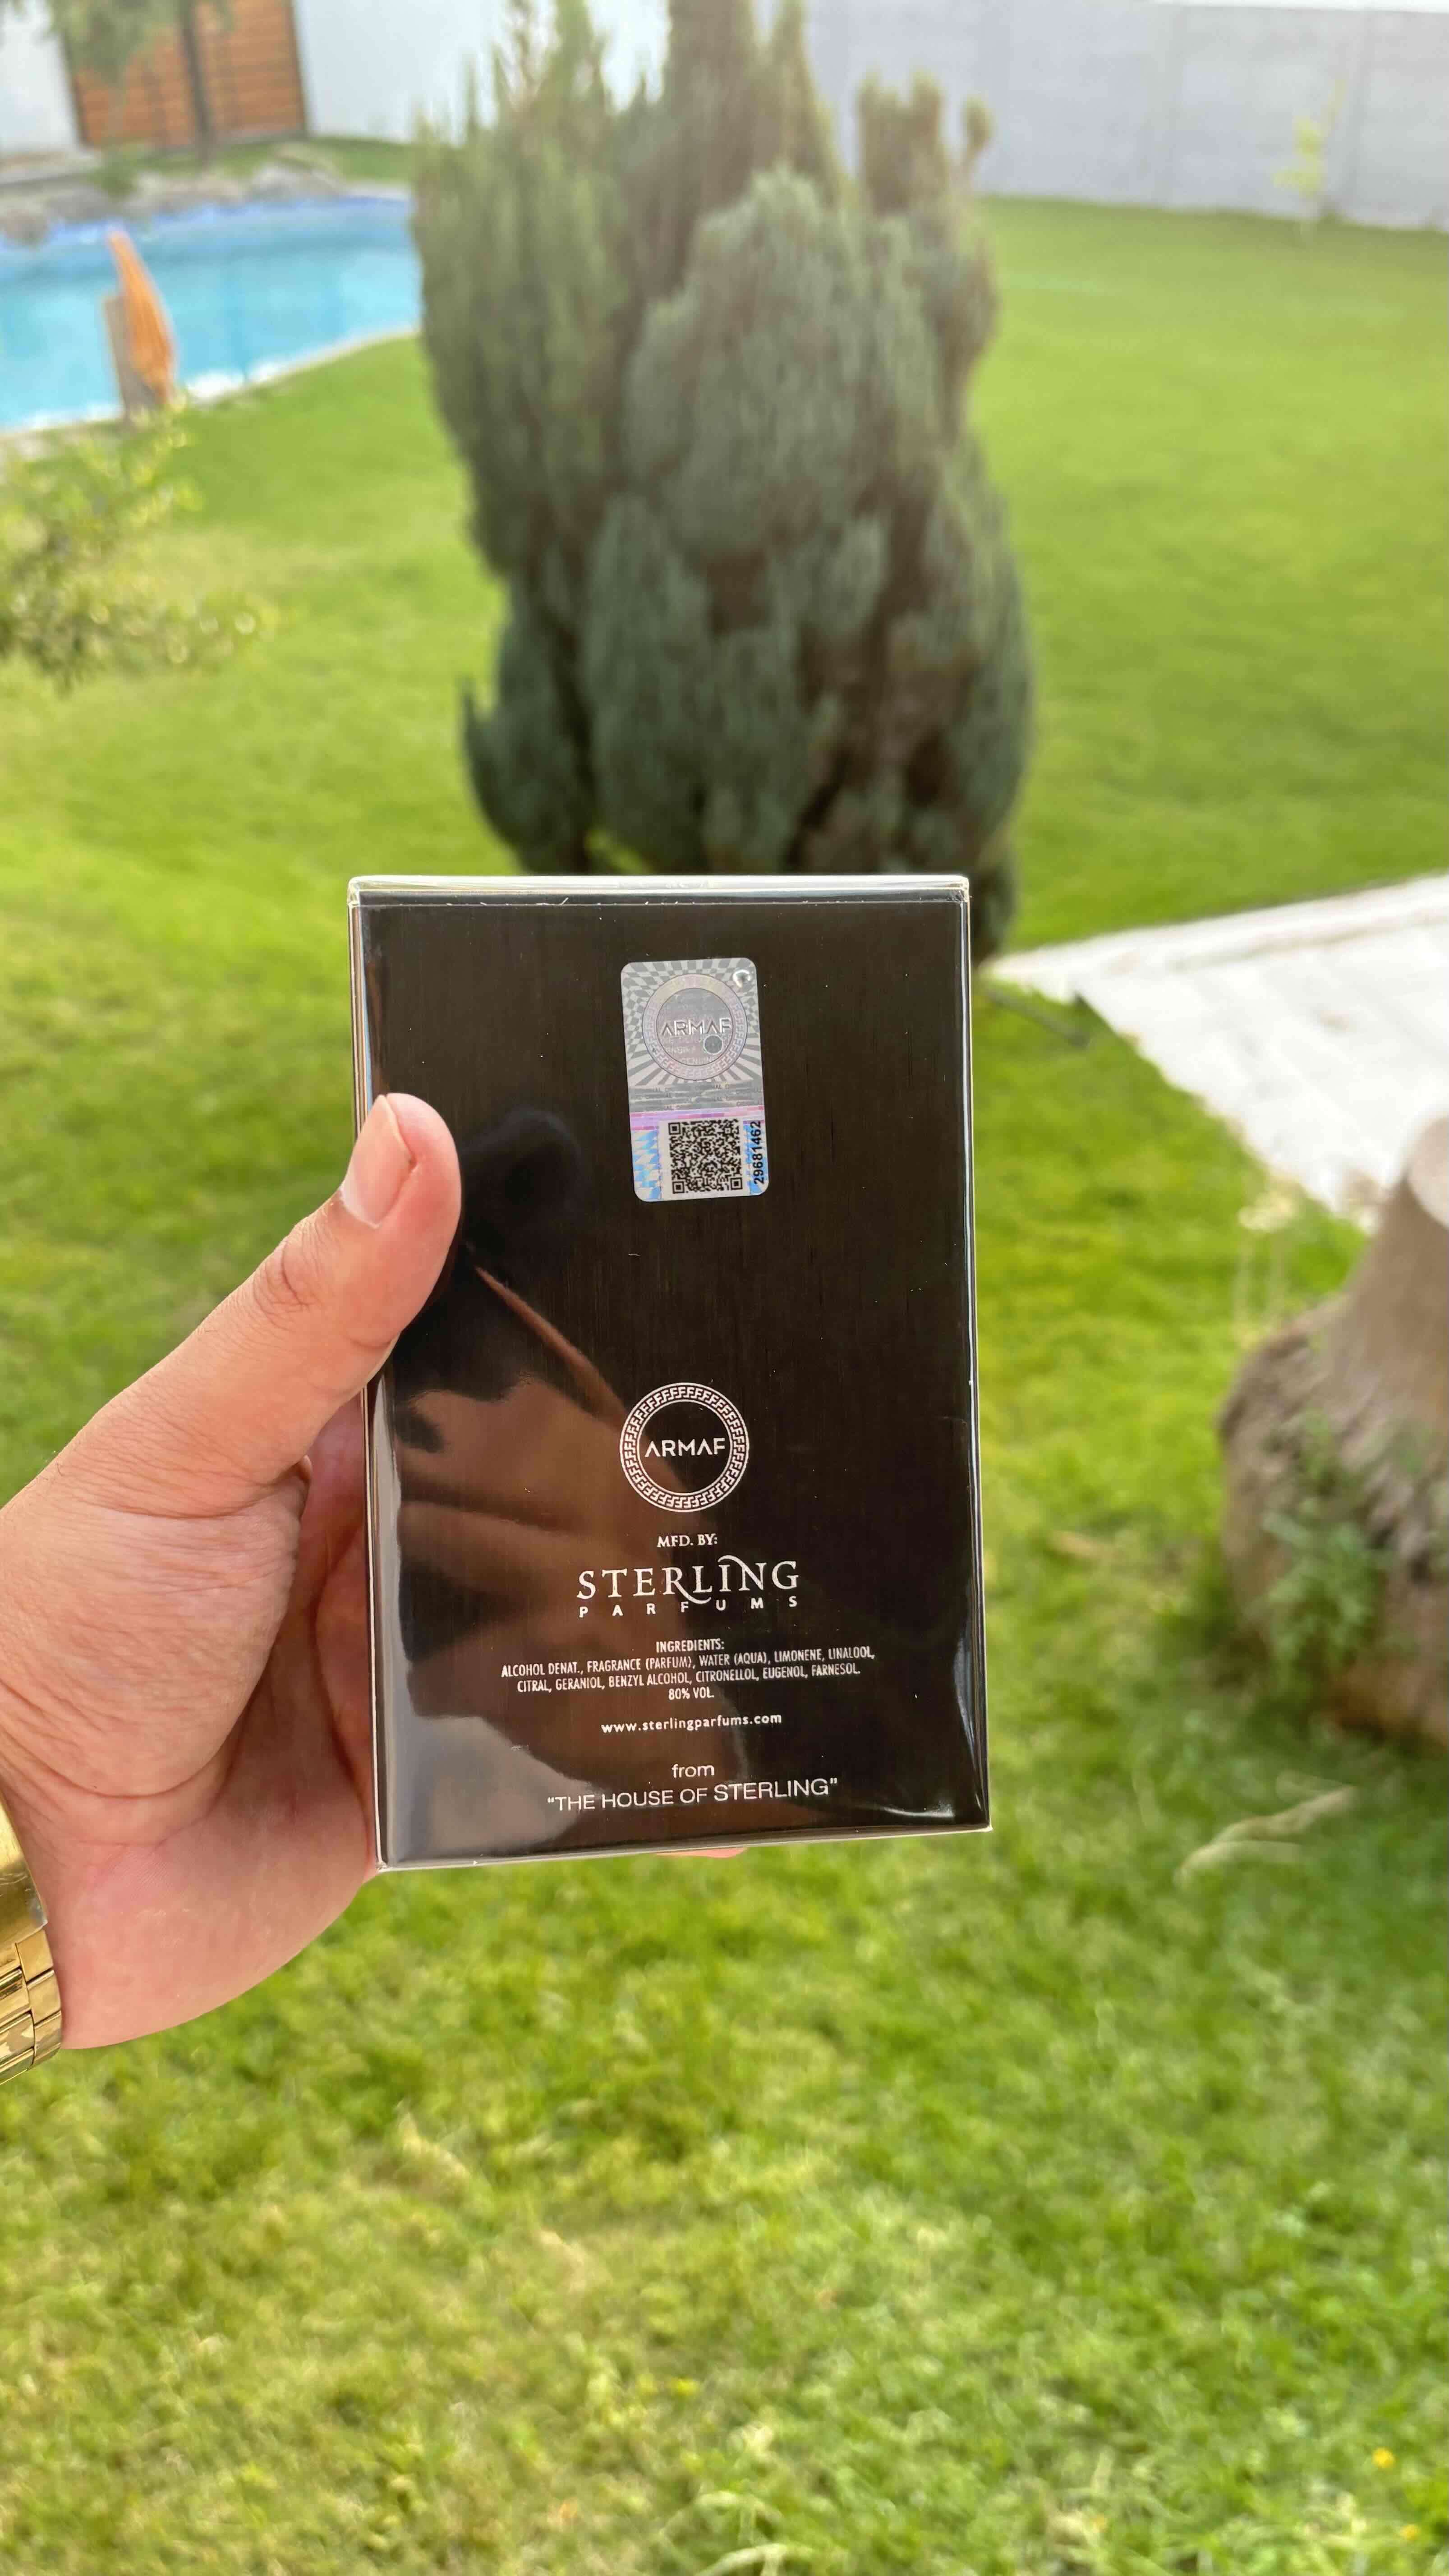 ARMAF
29681462
ARMAF
MFD. BY:
STERLING
PARFUMS
INGREDIENTS:
ALCOHOL DENAT., FRAGRANCE (PARFUM), WATER (AQUA), LIMONENE, LINALOOL,
CITRAL, GERANIOL, BENZYL ALCOHOL, CITRONELLOL, EUGENOL, FARNESOL.
80% VOL.
www.sterlingparfums.com
from
"THE HOUSE OF STERLING"